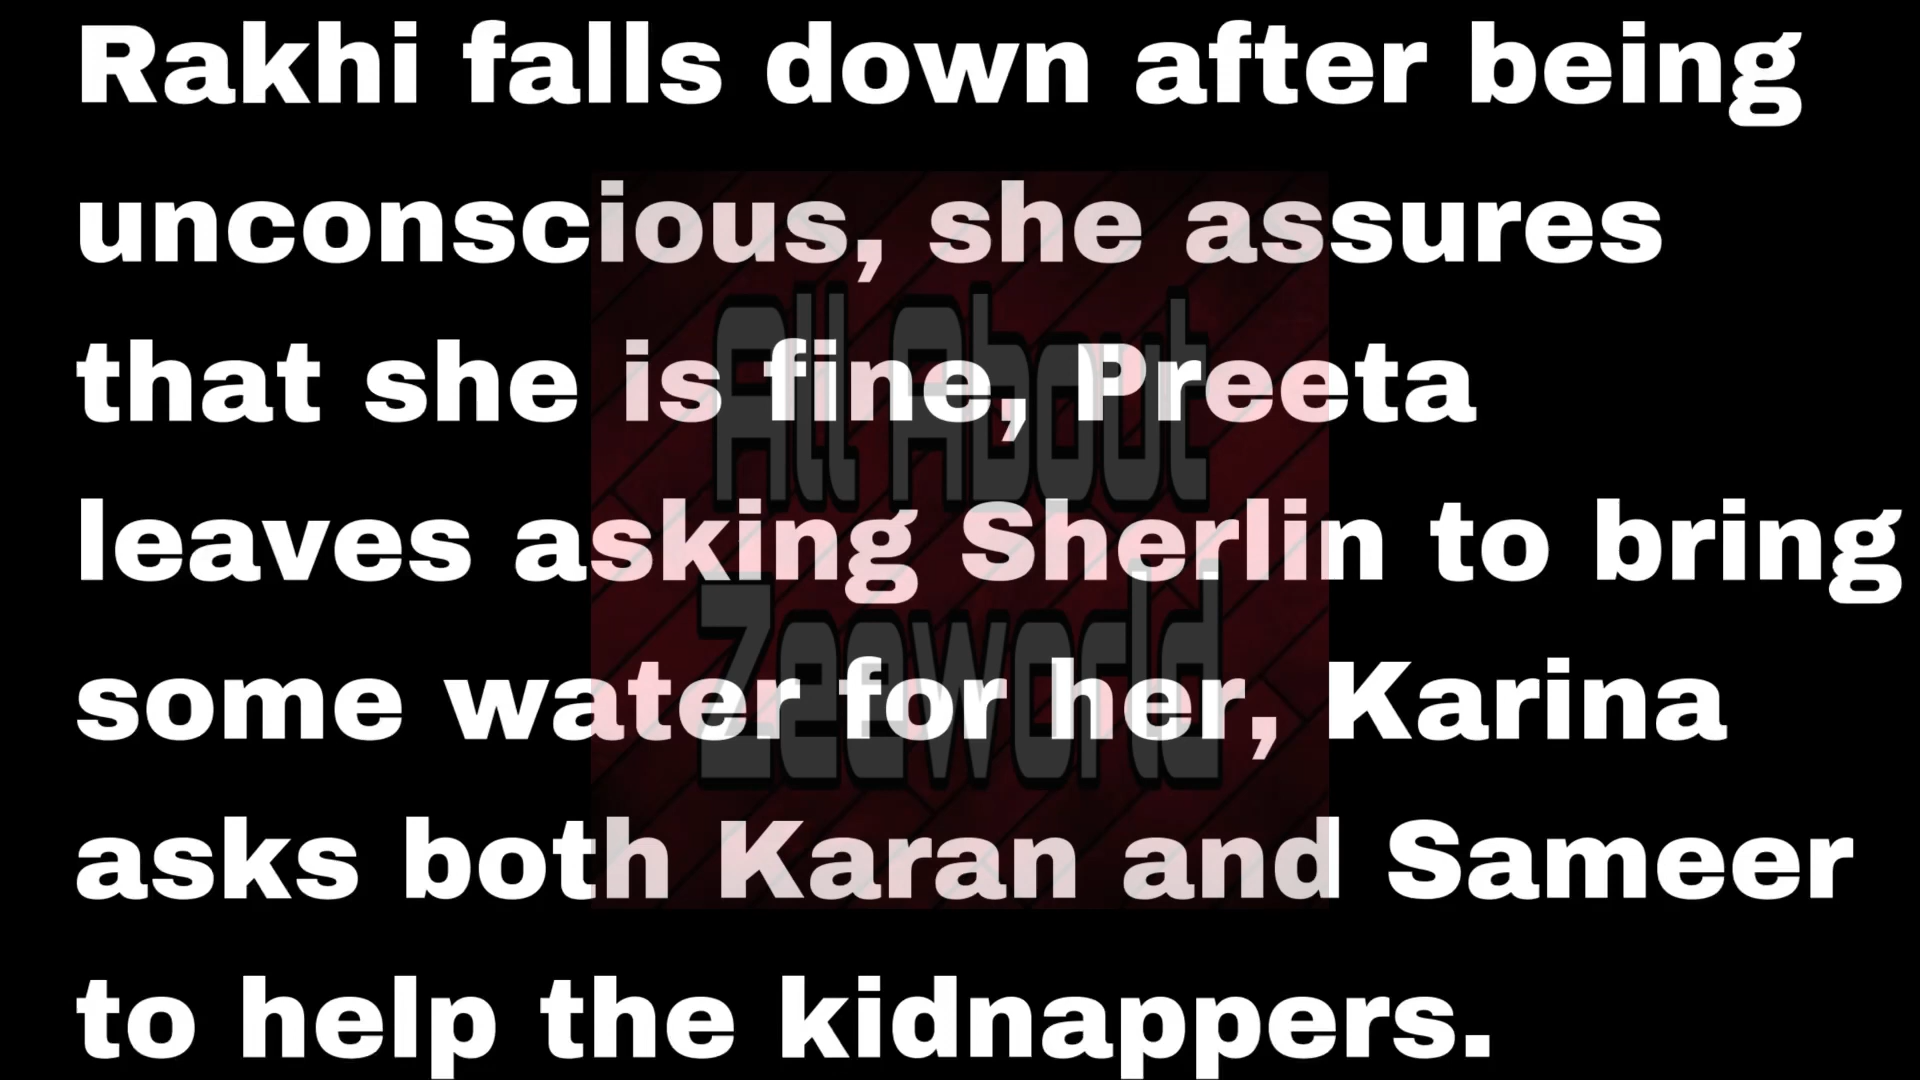 Rakhi falls down after being
unconscious, she assures
that she is fine, Preeta
leaves asking Sherlin to bring
some water for her, Karina
asks both Karan and Sameer
to help the kidnappers.
All About
Zeeworld